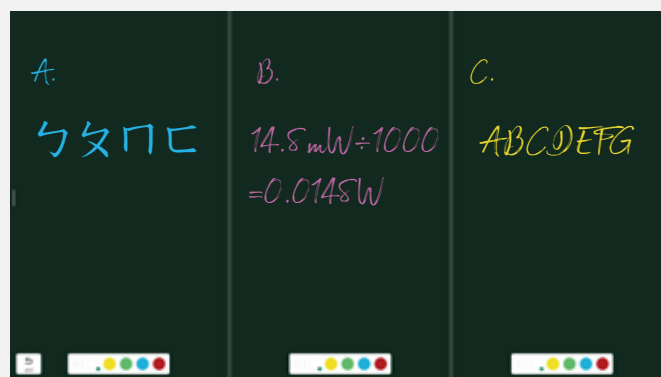 A.
ㄅㄆㄇㄈ
B.
14.8mW÷1000
=0.0148W
C.
ABCDEFG